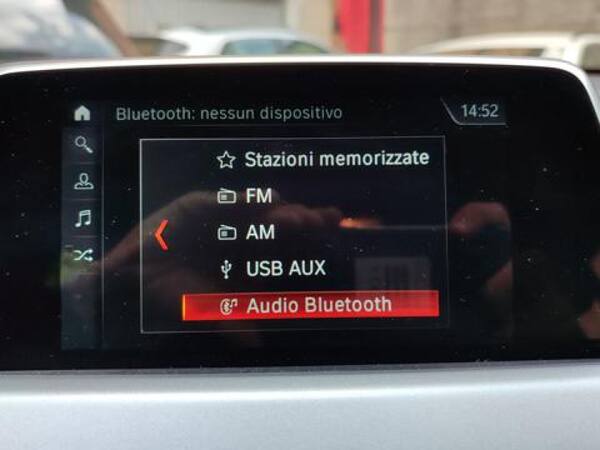 Bluetooth: nessun dispositivo
14:52
Stazioni memorizzate
FM
AM
USB AUX
Audio Bluetooth